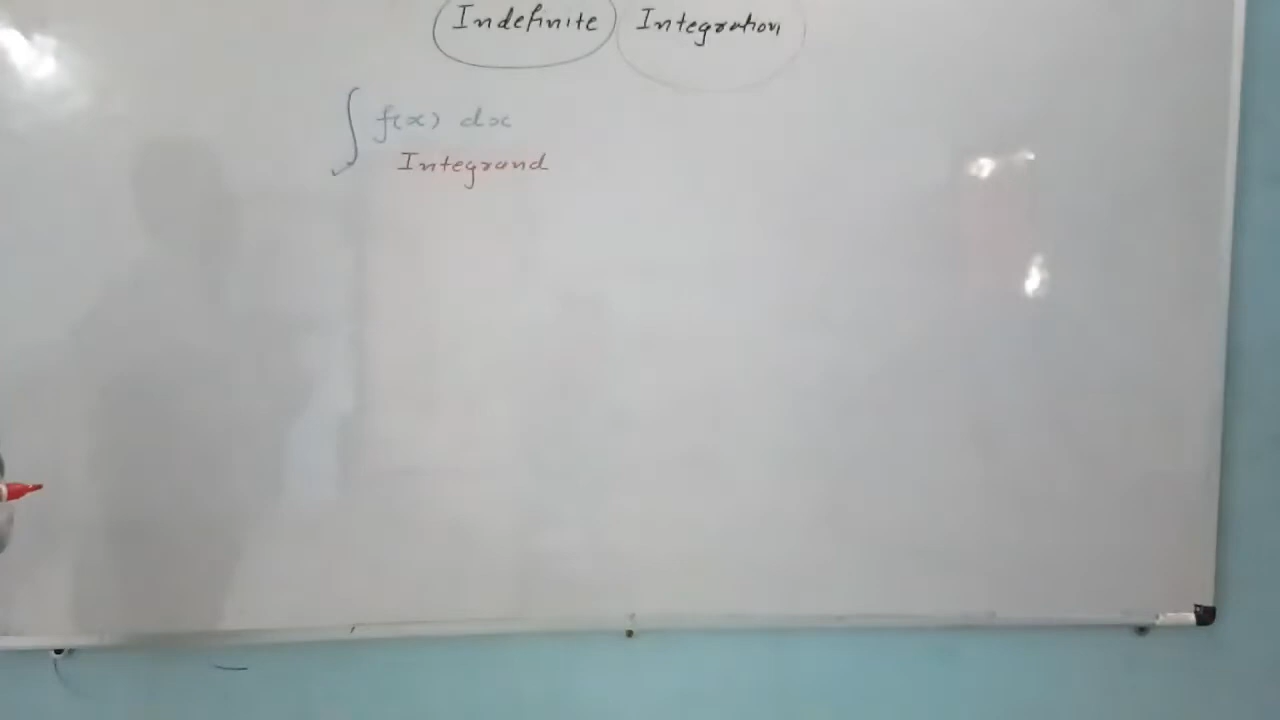 Indefinite Integration
∫ f(x) dx
Integrand